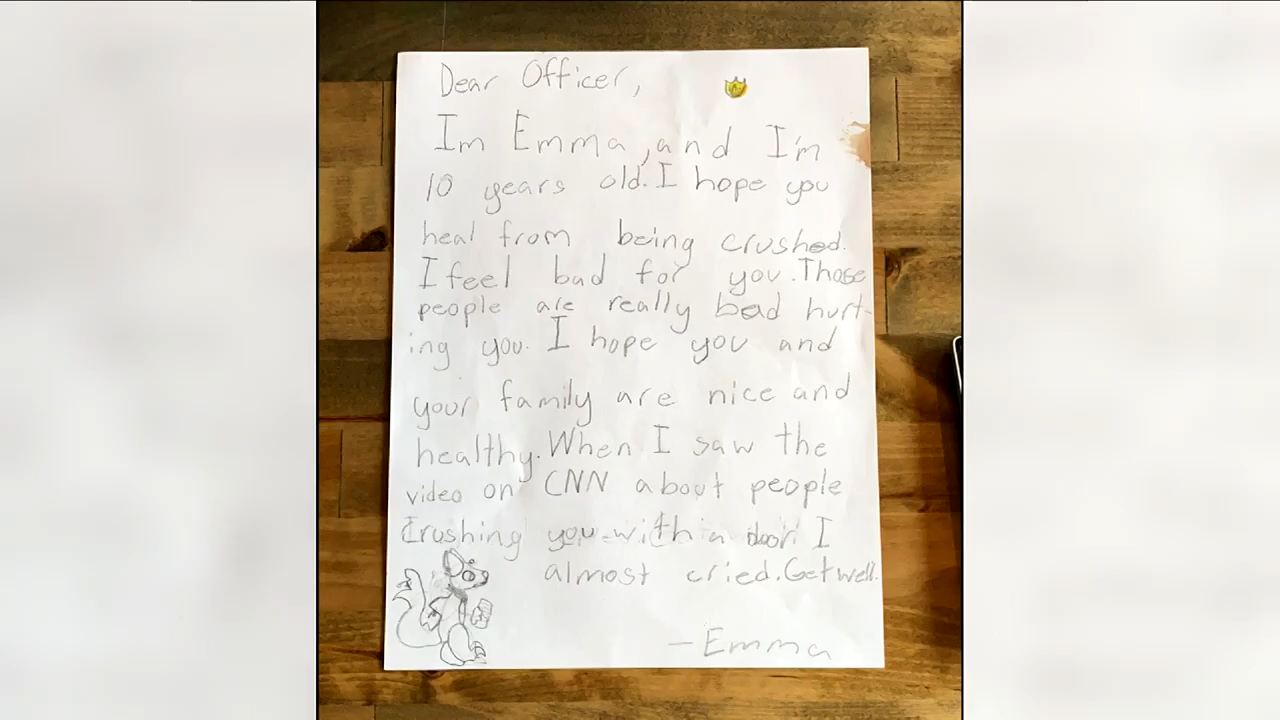 Dear Officer,
Im Emma, and I'm
10 years old. I hope you
heal from being crushed.
I feel bad for you. Those
people are really bad hurt-
ing you. I hope you and
your family are nice and
healthy. When I saw the
video on CNN about people
Crushing you with a door I
almost cried. Get well.
- Emma